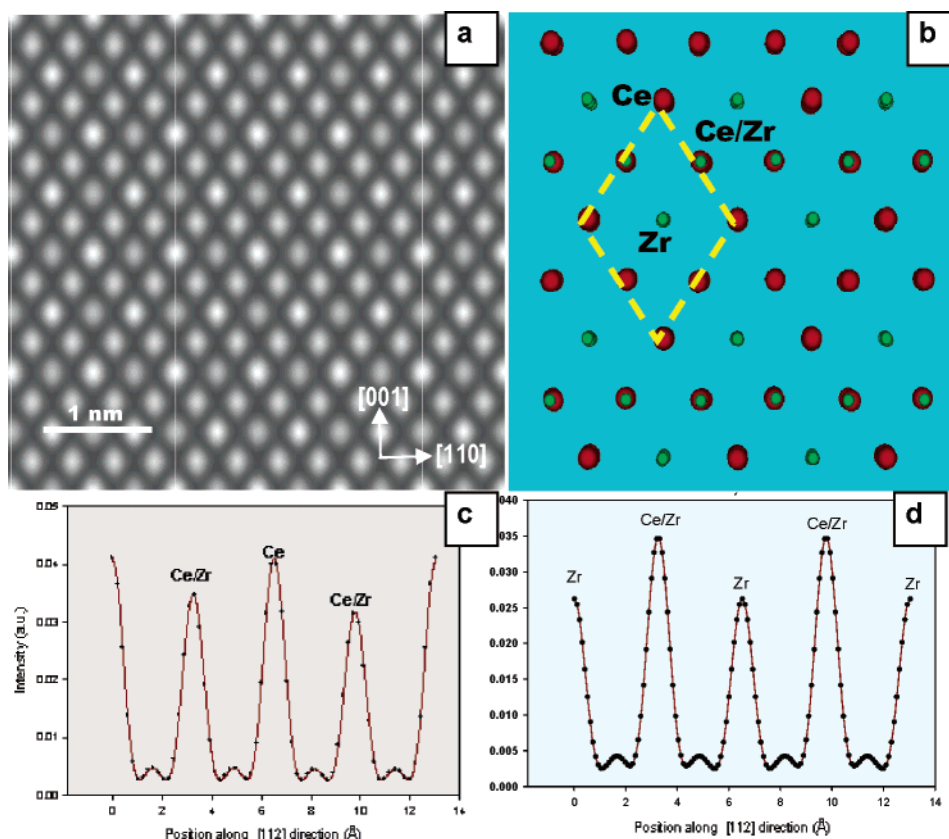 a
1 nm
[001]
[110]
b
Ce
Ce/Zr
Zr
c
Intensity (a.u.)
0.05
0.04
0.03
0.02
0.01
0.00
Ce/Zr
Ce
Ce/Zr
0 2 4 6 8 10 12 14
Position along [112] direction (Å)
d
0.040
0.035
0.030
0.025
0.020
0.015
0.010
0.005
0.000
Zr
Ce/Zr
Zr
Ce/Zr
Zr
0 2 4 6 8 10 12 14
Position along [112] direction (Å)